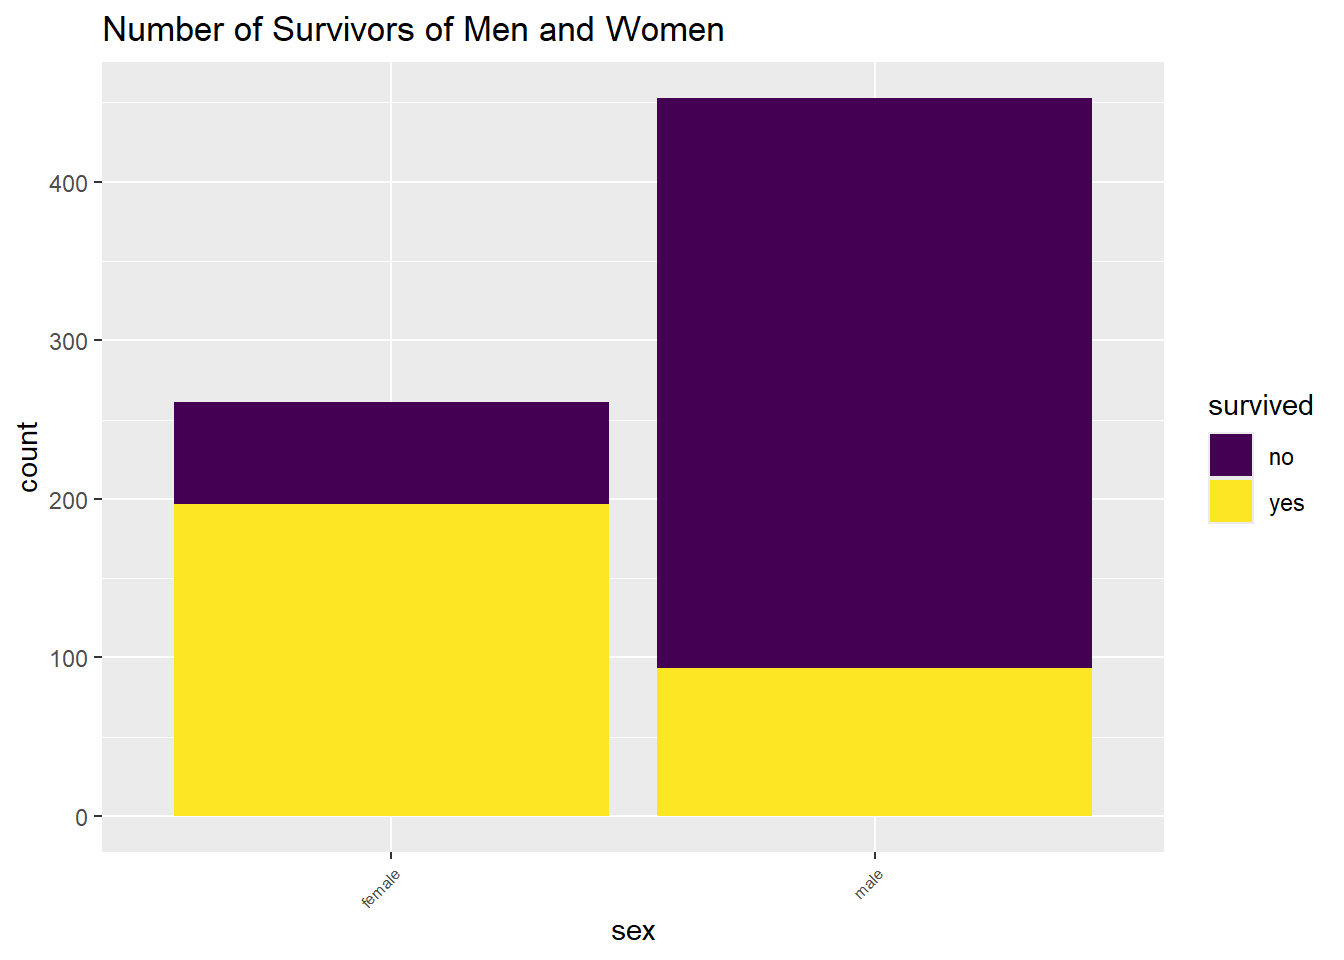 Number of Survivors of Men and Women
400
300
200
100
0
count
female
male
sex
survived
no
yes